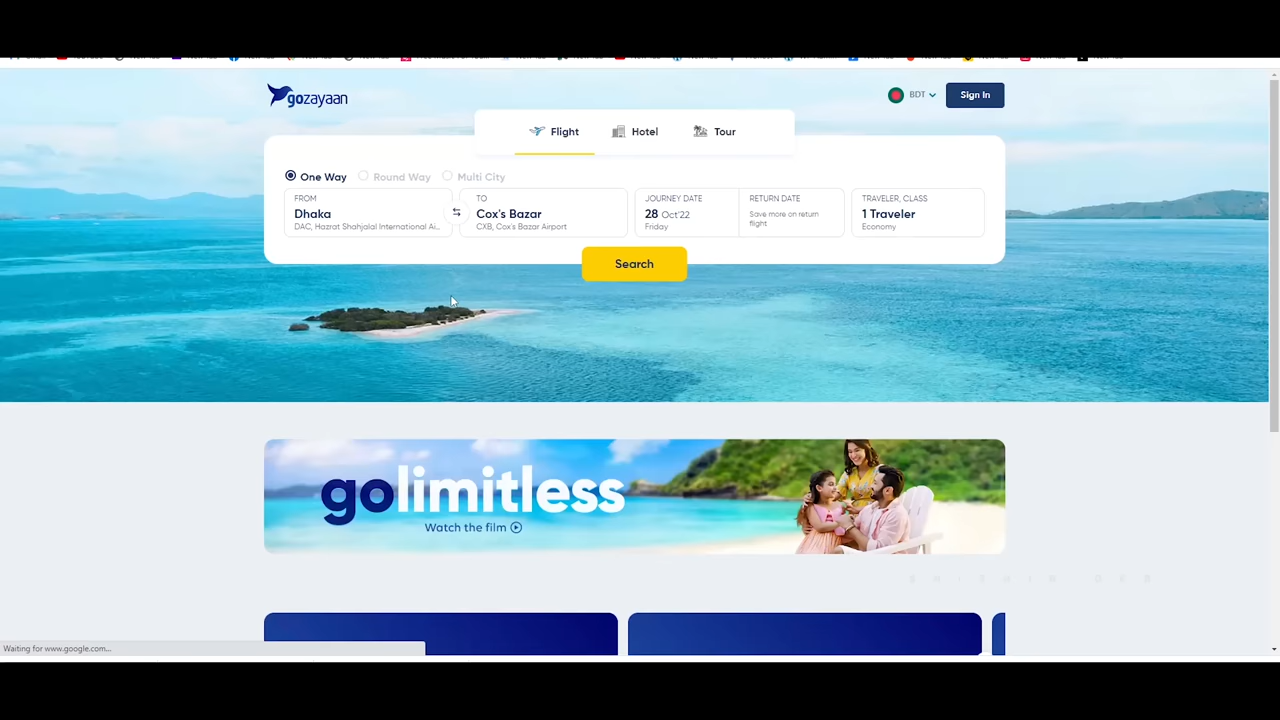 gozayaan
BDT
Sign In
Flight
Hotel
Tour
One Way
Round Way
Multi City
FROM
Dhaka
DAC, Hazrat Shahjalal International Ai...
TO
Cox's Bazar
CXB, Cox's Bazar Airport
JOURNEY DATE
28 Oct'22
Friday
RETURN DATE
Save more on return
flight
TRAVELER, CLASS
1 Traveler
Economy
Search
golimitless
Watch the film
Waiting for www.google.com...